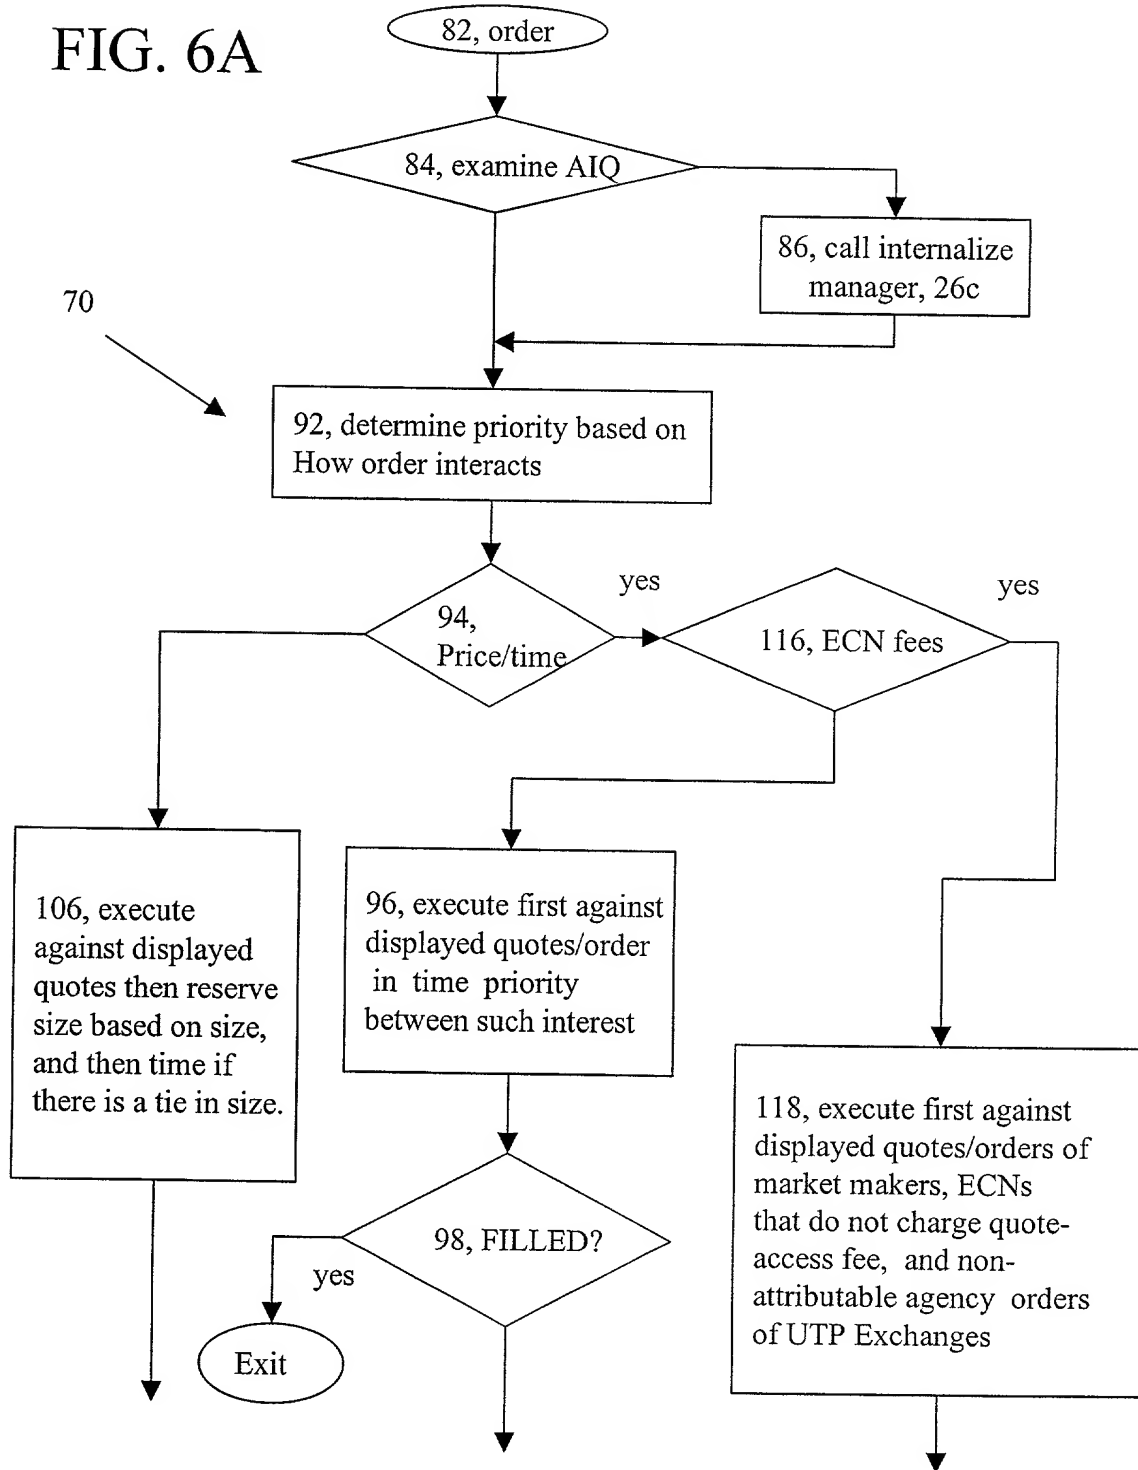 FIG. 6A
82, order
84, examine AIQ
86, call internalize
manager, 26c
70
92, determine priority based on
How order interacts
94,
Price/time
yes
116, ECN fees
yes
106, execute
against displayed
quotes then reserve
size based on size,
and then time if
there is a tie in size.
96, execute first against
displayed quotes/order
in time priority
between such interest
118, execute first against
displayed quotes/orders of
market makers, ECNs
that do not charge quote-
access fee, and non-
attributable agency orders
of UTP Exchanges
98, FILLED?
yes
Exit